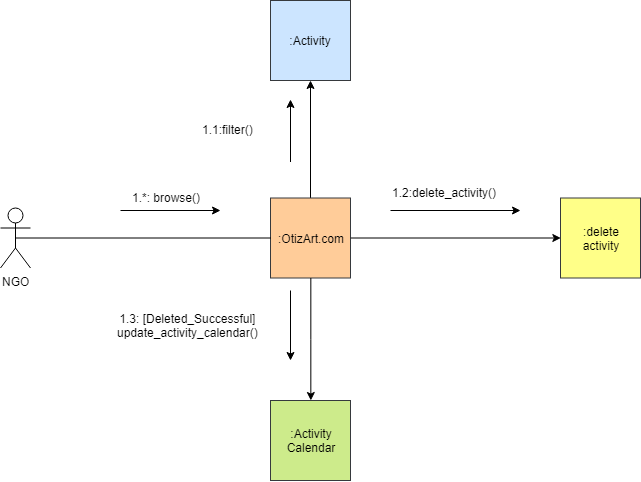 :Activity
1.1:filter()
1.*: browse()
1.2:delete_activity()
NGO
:OtizArt.com
:delete
activity
1.3: [Deleted_Successful]
update_activity_calendar()
:Activity
Calendar